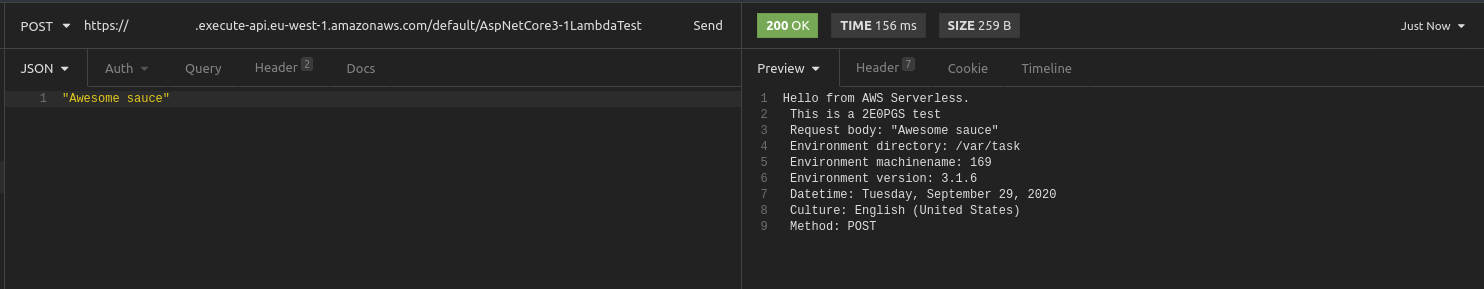 POST https:// .execute-api.eu-west-1.amazonaws.com/default/AspNetCore3-1LambdaTest Send
200 OK TIME 156 ms SIZE 259 B Just Now
JSON Auth Query Header 2 Docs
Preview Header 7 Cookie Timeline
1 "Awesome sauce"
1 Hello from AWS Serverless.
2 This is a 2E0PGS test
3 Request body: "Awesome sauce"
4 Environment directory: /var/task
5 Environment machinename: 169
6 Environment version: 3.1.6
7 Datetime: Tuesday, September 29, 2020
8 Culture: English (United States)
9 Method: POST